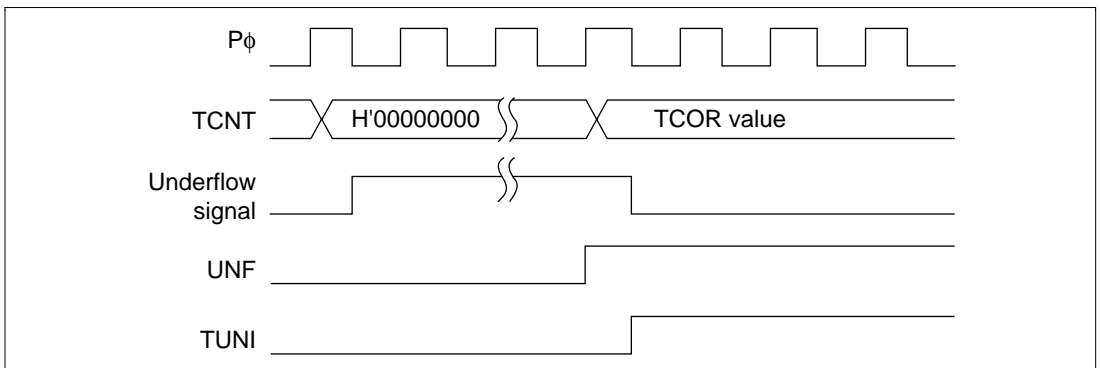 Pϕ
TCNT
H'00000000
TCOR value
Underflow
signal
UNF
TUNI